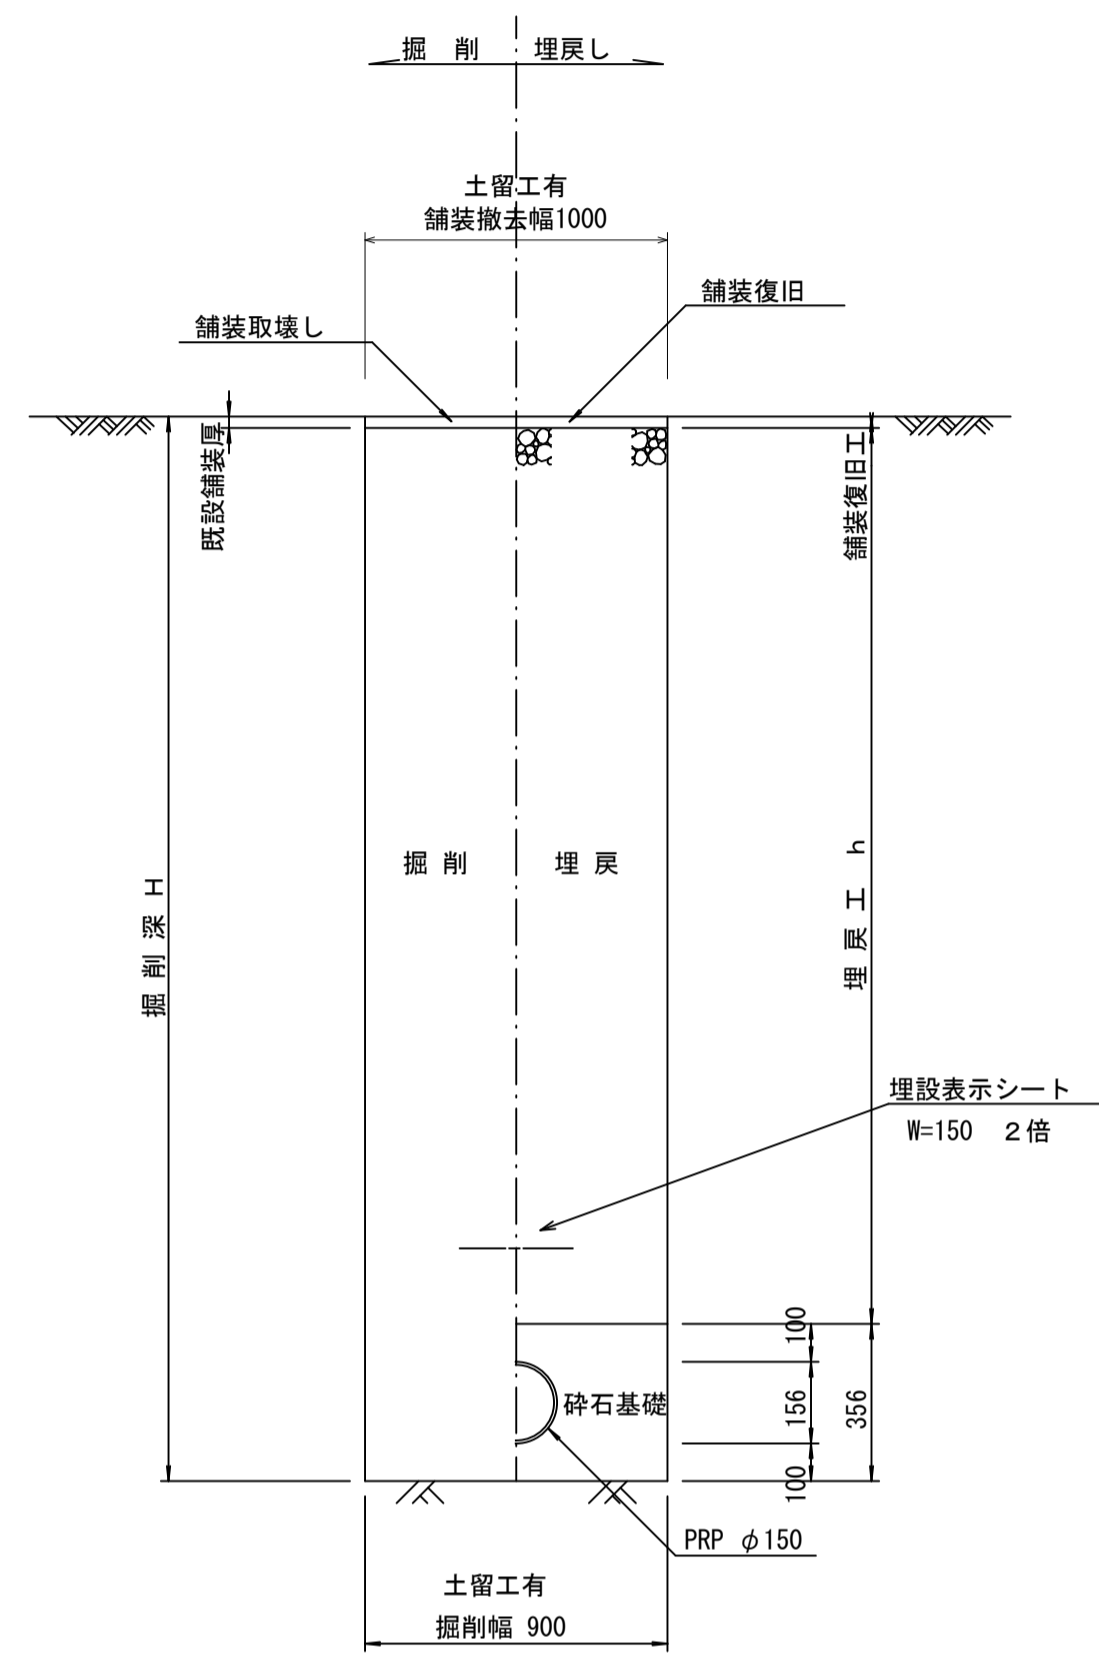 掘 削 埋戻し
土留工有
舗装撤去幅1000
舗装復旧
舗装取壊し
既設舗装厚
舗装復旧工
掘 削 埋 戻
掘 削 深 H
埋 戻 工 h
埋設表示シート
W=150 2倍
100
156
356
砕石基礎
100
PRP φ150
土留工有
掘削幅 900